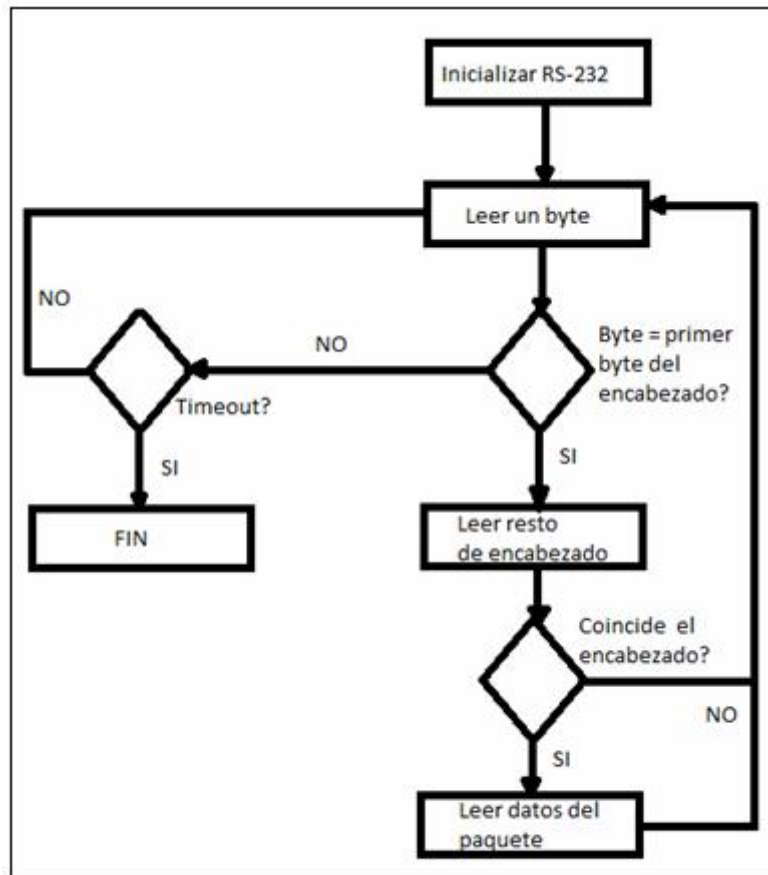 Inicializar RS-232
Leer un byte
NO
NO
Byte = primer
byte del
encabezado?
Timeout?
SI
SI
FIN
Leer resto
de encabezado
Coincide el
encabezado?
NO
SI
Leer datos del
paquete